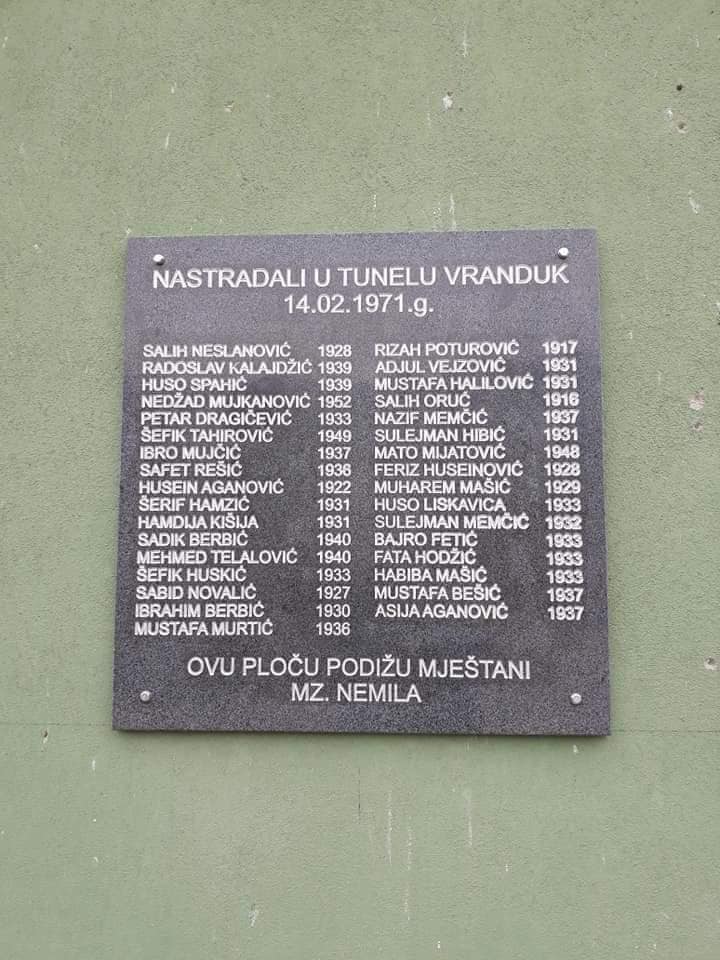 NASTRADALI U TUNELU VRANDUK
14.02.1971.g.
SALIH NESLANOVIĆ 1928
RADOSLAV KALAJDŽIĆ 1939
HUSO SPAHIĆ 1939
NEDŽAD MUJKANOVIĆ 1952
PETAR DRAGIČEVIĆ 1933
ŠEFIK TAHIROVIĆ 1949
IBRO MUJČIĆ 1937
SAFET REŠIĆ 1936
HUSEIN AGANOVIĆ 1922
ŠERIF HAMZIĆ 1931
HAMDIJA KIŠIJA 1931
SADIK BERBIĆ 1940
MEHMED TELALOVIĆ 1940
ŠEFIK HUSKIĆ 1933
SABID NOVALIĆ 1927
IBRAHIM BERBIĆ 1930
MUSTAFA MURTIĆ 1936
RIZAH POTUROVIĆ 1917
ADJUL VEJZOVIĆ 1931
MUSTAFA HALILOVIĆ 1931
SALIH ORUĆ 1916
NAZIF MEMČIĆ 1937
SULEJMAN HIBIĆ 1931
MATO MIJATOVIĆ 1948
FERIZ HUSEINOVIĆ 1928
MUHAREM MAŠIĆ 1929
HUSO LISKAVICA 1933
SULEJMAN MEMČIĆ 1932
BAJRO FETIĆ 1933
FATA HODŽIĆ 1933
HABIBA MAŠIĆ 1933
MUSTAFA BEŠIĆ 1937
ASIJA AGANOVIĆ 1937
OVU PLOČU PODIŽU MJEŠTANI
MZ. NEMILA